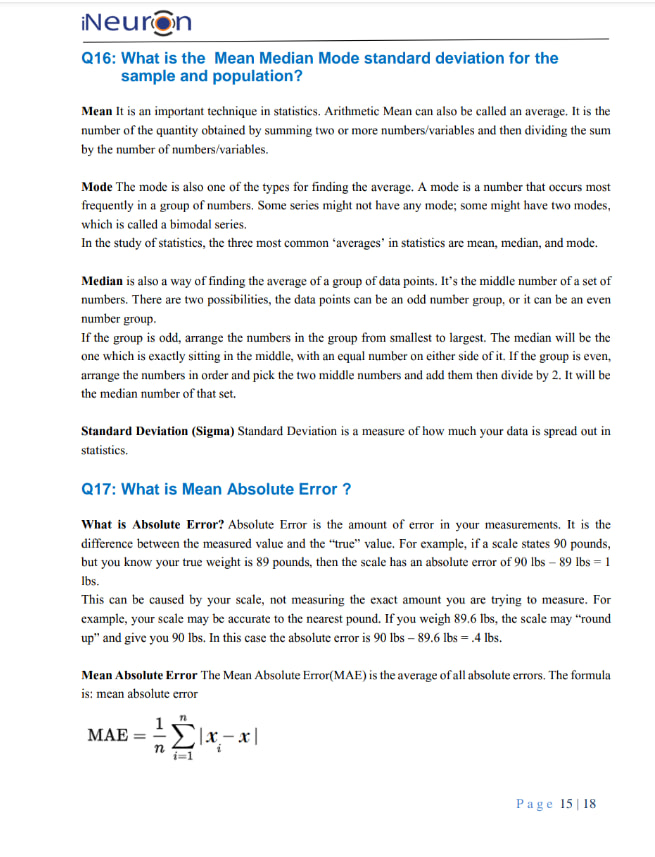 iNeuron
Q16: What is the Mean Median Mode standard deviation for the
sample and population?
Mean It is an important technique in statistics. Arithmetic Mean can also be called an average. It is the
number of the quantity obtained by summing two or more numbers/variables and then dividing the sum
by the number of numbers/variables.
Mode The mode is also one of the types for finding the average. A mode is a number that occurs most
frequently in a group of numbers. Some series might not have any mode; some might have two modes,
which is called a bimodal series.
In the study of statistics, the three most common ‘averages’ in statistics are mean, median, and mode.
Median is also a way of finding the average of a group of data points. It’s the middle number of a set of
numbers. There are two possibilities, the data points can be an odd number group, or it can be an even
number group.
If the group is odd, arrange the numbers in the group from smallest to largest. The median will be the
one which is exactly sitting in the middle, with an equal number on either side of it. If the group is even,
arrange the numbers in order and pick the two middle numbers and add them then divide by 2. It will be
the median number of that set.
Standard Deviation (Sigma) Standard Deviation is a measure of how much your data is spread out in
statistics.
Q17: What is Mean Absolute Error ?
What is Absolute Error? Absolute Error is the amount of error in your measurements. It is the
difference between the measured value and the “true” value. For example, if a scale states 90 pounds,
but you know your true weight is 89 pounds, then the scale has an absolute error of 90 lbs – 89 lbs = 1
lbs.
This can be caused by your scale, not measuring the exact amount you are trying to measure. For
example, your scale may be accurate to the nearest pound. If you weigh 89.6 lbs, the scale may “round
up” and give you 90 lbs. In this case the absolute error is 90 lbs – 89.6 lbs = .4 lbs.
Mean Absolute Error The Mean Absolute Error(MAE) is the average of all absolute errors. The formula
is: mean absolute error
MAE = 1/n ∑ⁿᵢ₌₁ |xᵢ – x|
Page 15 | 18